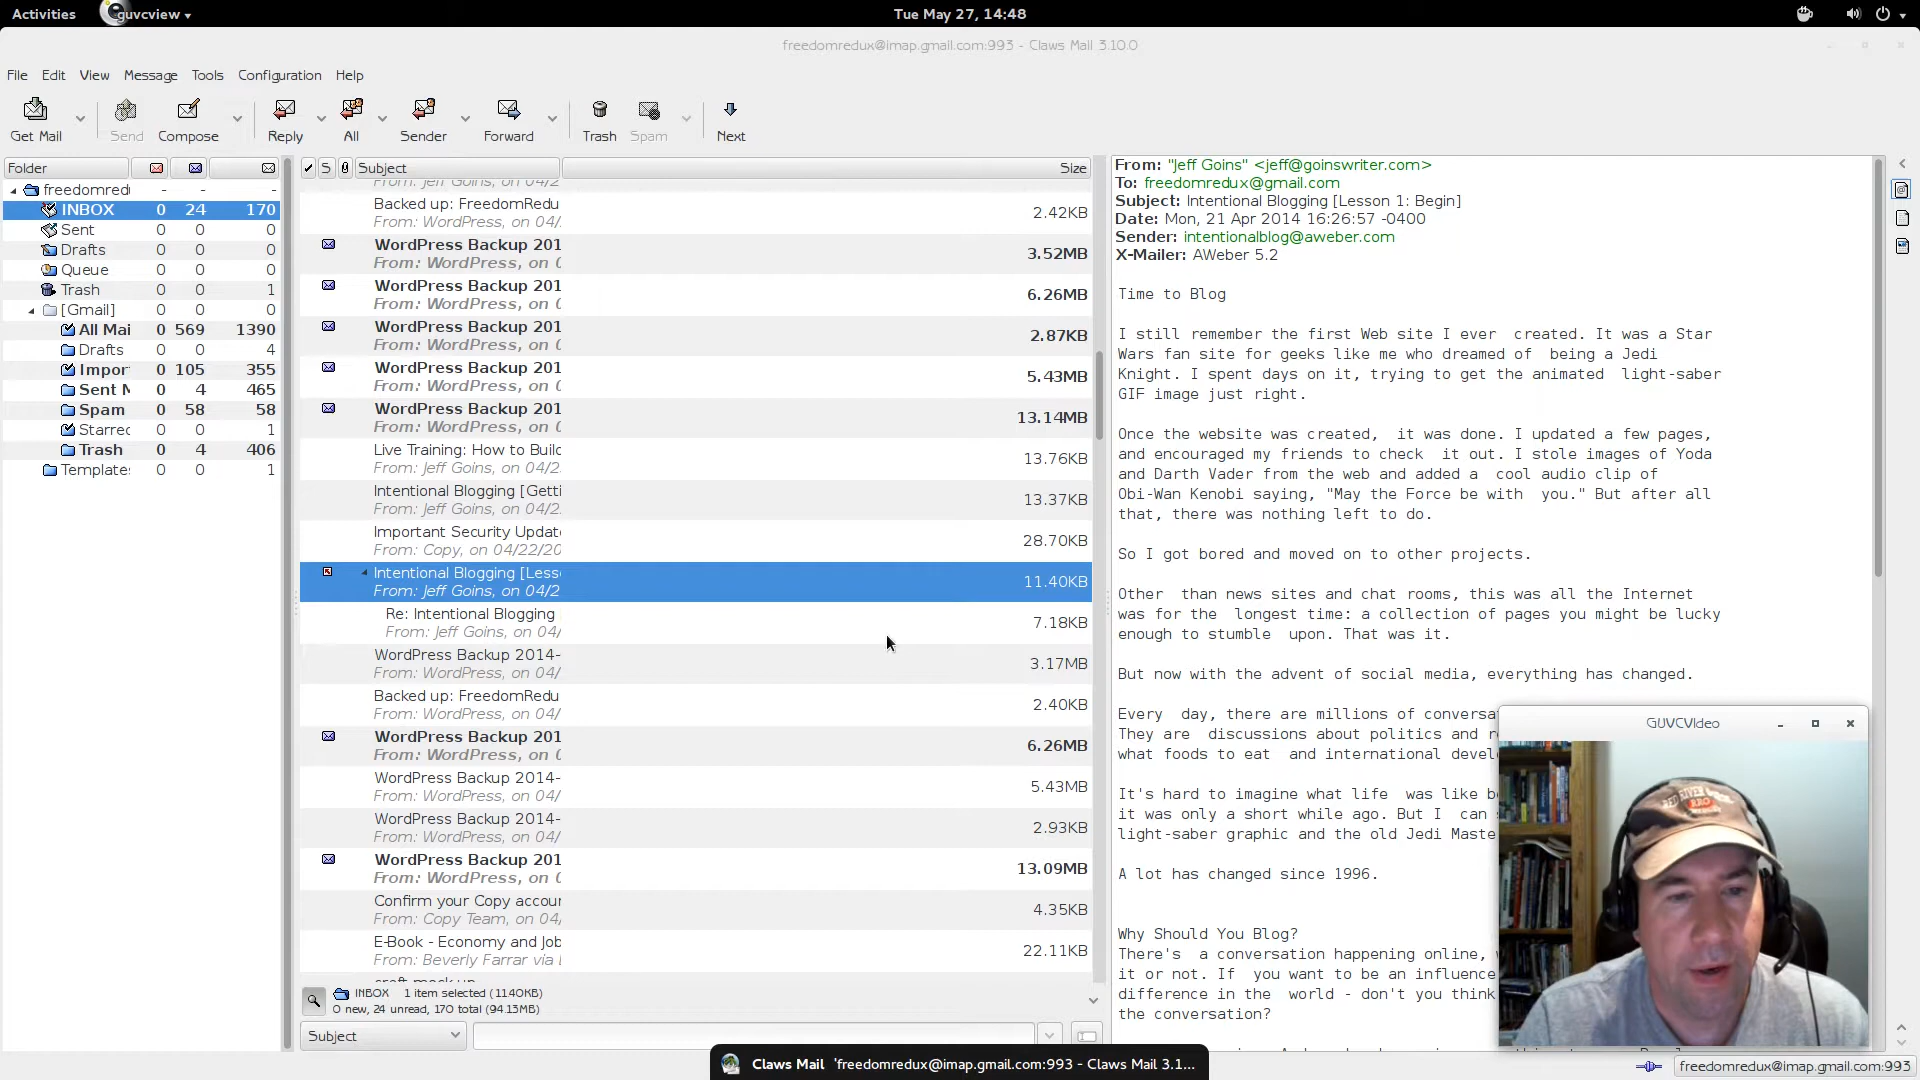 Activities guvcview Tue May 27, 14:48
freedomredux@imap.gmail.com:993 - Claws Mail 3.10.0
File Edit View Message Tools Configuration Help
Get Mail Send Compose Reply All Sender Forward Trash Spam Next
Folder
freedomred - - -
INBOX 0 24 170
Sent 0 0 0
Drafts 0 0 0
Queue 0 0 0
Trash 0 0 1
[Gmail] 0 0 0
All Mai 0 569 1390
Drafts 0 0 4
Impor 0 105 355
Sent M 0 4 465
Spam 0 58 58
Starred 0 0 1
Trash 0 4 406
Templates 0 0 1
S Subject Size
From: Jeff Goins, on 04/2
Backed up: FreedomRedu 2.42KB
From: WordPress, on 04/
WordPress Backup 201 3.52MB
From: WordPress, on 0
WordPress Backup 201 6.26MB
From: WordPress, on 0
WordPress Backup 201 2.87KB
From: WordPress, on 0
WordPress Backup 201 5.43MB
From: WordPress, on 0
WordPress Backup 201 13.14MB
From: WordPress, on 0
Live Training: How to Build 13.76KB
From: Jeff Goins, on 04/2
Intentional Blogging [Getti 13.37KB
From: Jeff Goins, on 04/2
Important Security Update 28.70KB
From: Copy, on 04/22/20
Intentional Blogging [Less 11.40KB
From: Jeff Goins, on 04/2
Re: Intentional Blogging 7.18KB
From: Jeff Goins, on 04/
WordPress Backup 2014- 3.17MB
From: WordPress, on 04/
Backed up: FreedomRedu 2.40KB
From: WordPress, on 04/
WordPress Backup 201 6.26MB
From: WordPress, on 0
WordPress Backup 2014- 5.43MB
From: WordPress, on 04/
WordPress Backup 2014- 2.93KB
From: WordPress, on 04/
WordPress Backup 201 13.09MB
From: WordPress, on 0
Confirm your Copy accour 4.35KB
From: Copy Team, on 04/
E-Book - Economy and Job 22.11KB
From: Beverly Farrar via
INBOX 1 item selected (11.40KB)
0 new, 24 unread, 170 total (94.13MB)
Subject
From: "Jeff Goins" <jeff@goinswriter.com>
To: freedomredux@gmail.com
Subject: Intentional Blogging [Lesson 1: Begin]
Date: Mon, 21 Apr 2014 16:26:57 -0400
Sender: intentionalblog@aweber.com
X-Mailer: AWeber 5.2
Time to Blog
I still remember the first Web site I ever created. It was a Star
Wars fan site for geeks like me who dreamed of being a Jedi
Knight. I spent days on it, trying to get the animated light-saber
GIF image just right.
Once the website was created, it was done. I updated a few pages,
and encouraged my friends to check it out. I stole images of Yoda
and Darth Vader from the web and added a cool audio clip of
Obi-Wan Kenobi saying, "May the Force be with you." But after all
that, there was nothing left to do.
So I got bored and moved on to other projects.
Other than news sites and chat rooms, this was all the Internet
was for the longest time: a collection of pages you might be lucky
enough to stumble upon. That was it.
But now with the advent of social media, everything has changed.
Every day, there are millions of conversa
They are discussions about politics and r
what foods to eat and international devel
It's hard to imagine what life was like b
it was only a short while ago. But I can
light-saber graphic and the old Jedi Maste
A lot has changed since 1996.
Why Should You Blog?
There's a conversation happening online,
it or not. If you want to be an influence
difference in the world - don't you think
the conversation?
GUVCVideo
RED RIVER
RRO
Claws Mail 'freedomredux@imap.gmail.com:993 - Claws Mail 3.1...
freedomredux@imap.gmail.com:993